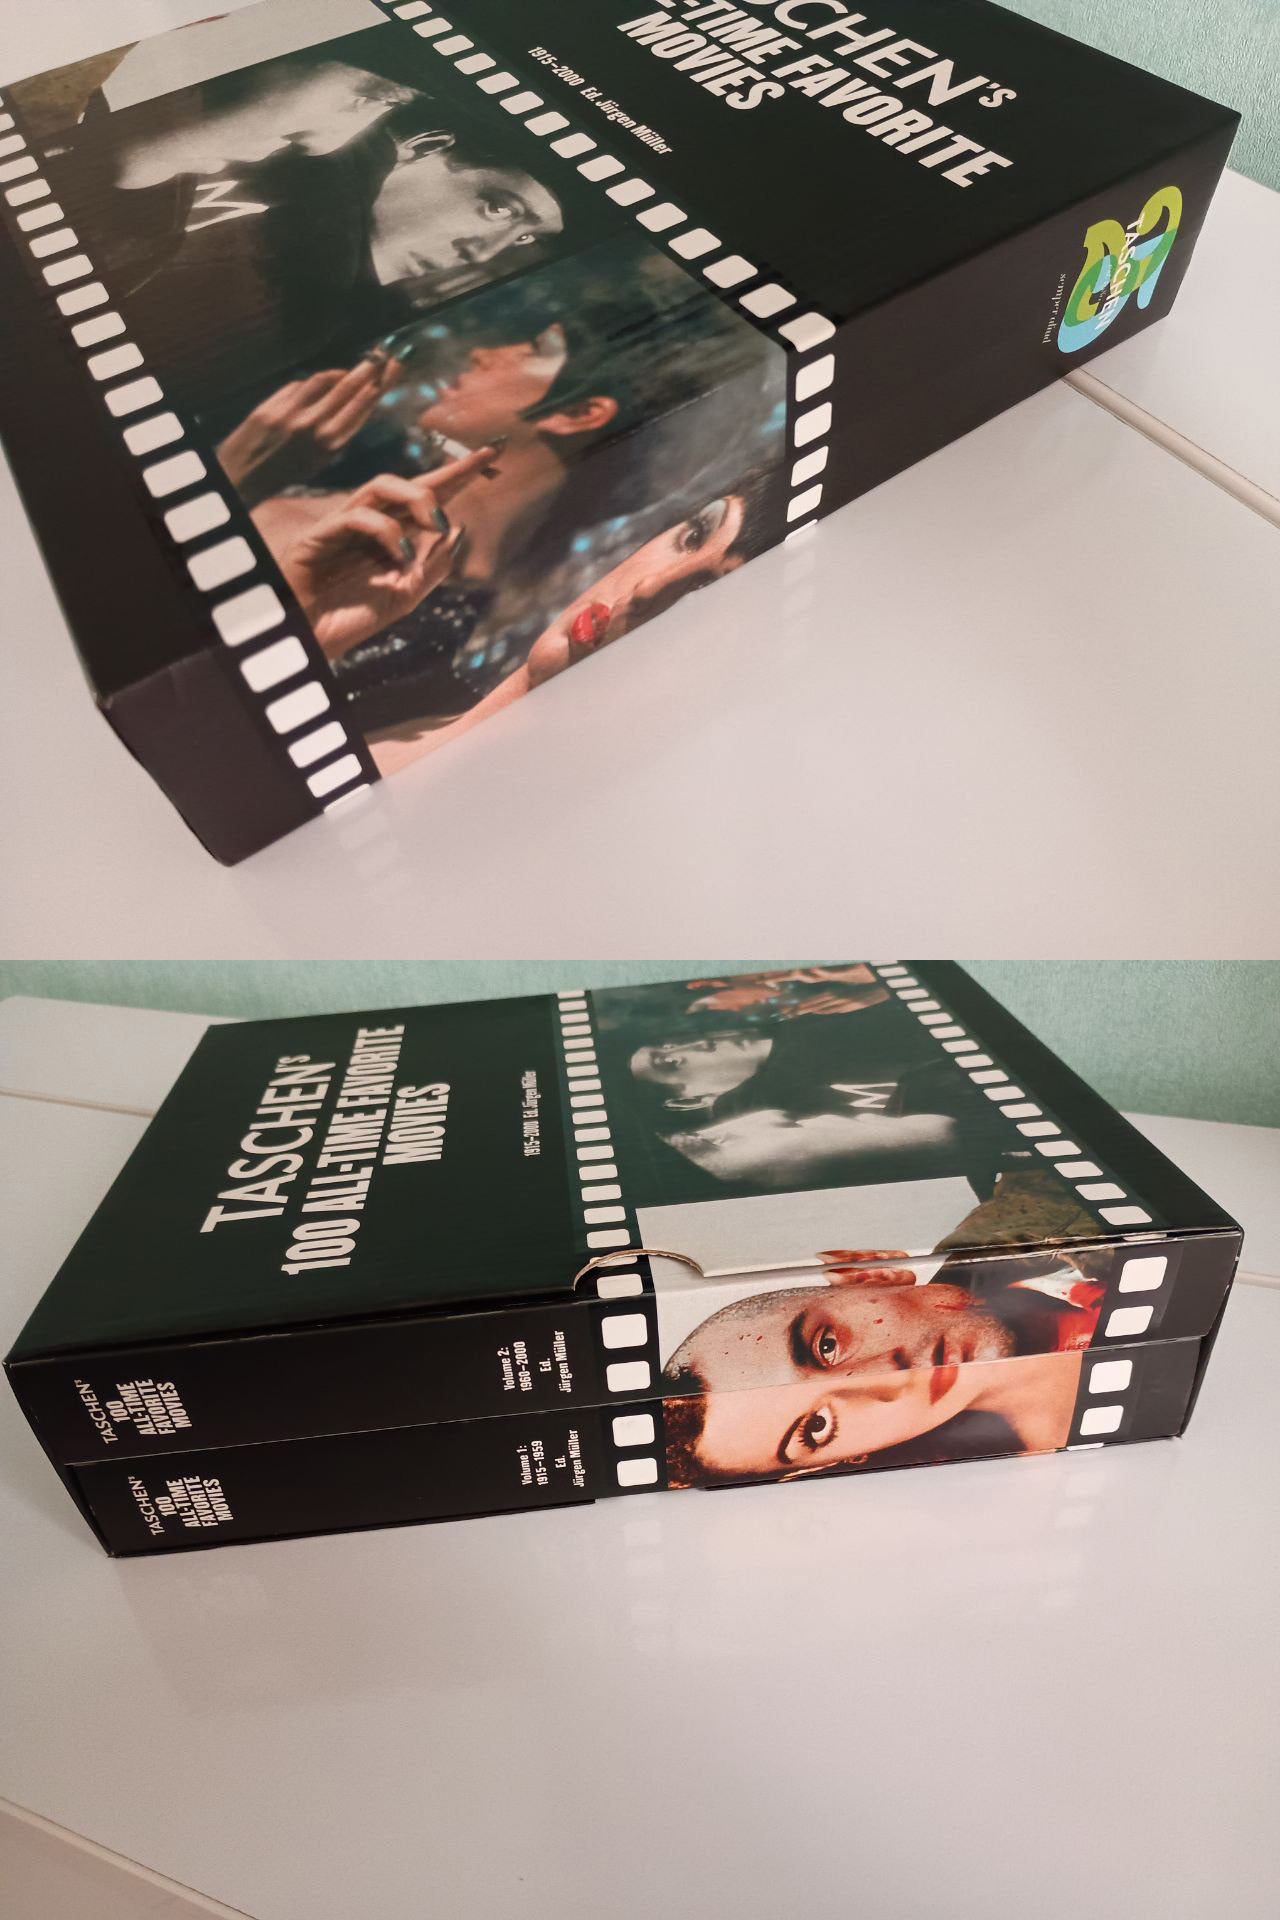 SCHEN's
-TIME FAVORITE
MOVIES
1915–2000 Ed. Jürgen Müller
TASCHEN
M
TASCHEN's
100 ALL-TIME FAVORITE
MOVIES
1915–2000 Ed. Jürgen Müller
M
TASCHEN's
100
ALL-TIME
FAVORITE
MOVIES
Volume 2:
1960–2000
Ed.
Jürgen Müller
TASCHEN's
100
ALL-TIME
FAVORITE
MOVIES
Volume 1:
1915–1959
Ed.
Jürgen Müller